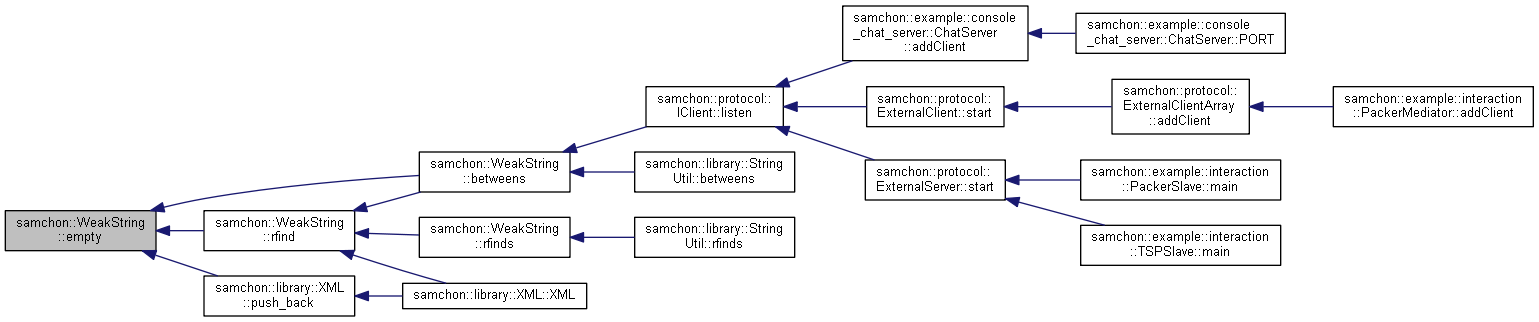 samchon::example::console
_chat_server::ChatServer
::addClient
samchon::example::console
_chat_server::ChatServer::PORT
samchon::protocol::
IClient::listen
samchon::protocol::
ExternalClient::start
samchon::protocol::
ExternalClientArray
::addClient
samchon::example::interaction
::PackerMediator::addClient
samchon::WeakString
::betweens
samchon::library::String
Util::betweens
samchon::protocol::
ExternalServer::start
samchon::example::interaction
::PackerSlave::main
samchon::WeakString
::empty
samchon::WeakString
::rfind
samchon::WeakString
::rfinds
samchon::library::String
Util::rfinds
samchon::example::interaction
::TSPSlave::main
samchon::library::XML
::push_back
samchon::library::XML::XML